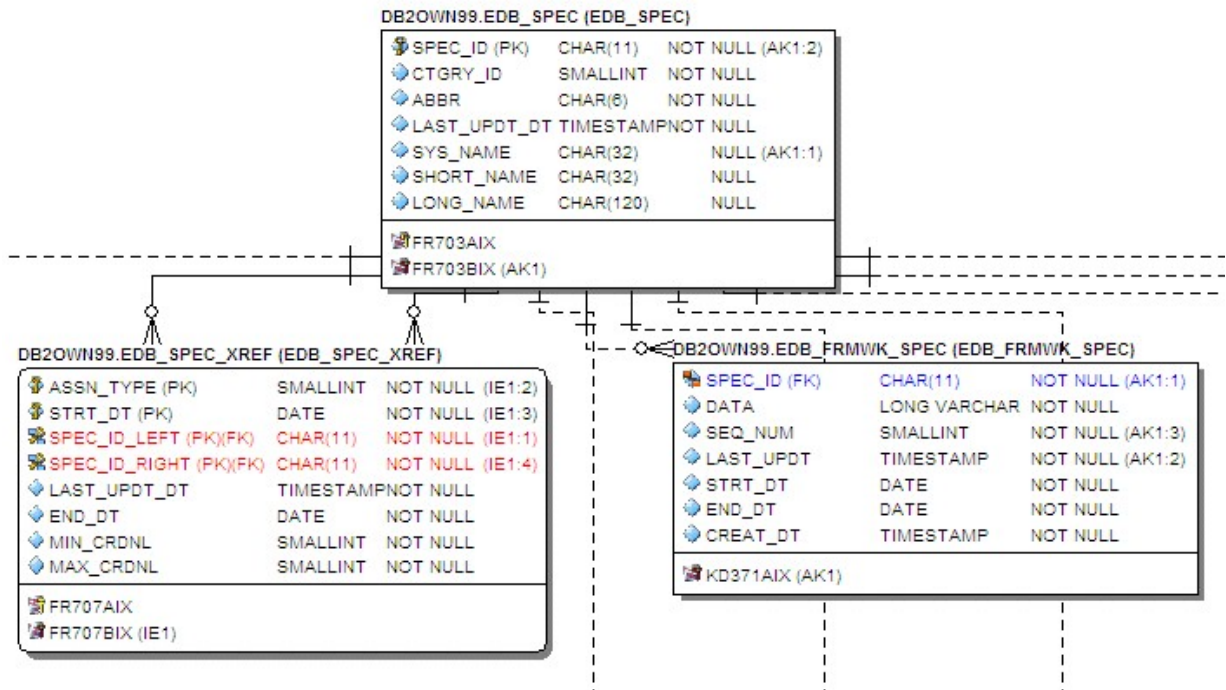 DB2OWN99.EDB_SPEC (EDB_SPEC)
SPEC_ID (PK) CHAR(11) NOT NULL (AK1:2)
CTGRY_ID SMALLINT NOT NULL
ABBR CHAR(6) NOT NULL
LAST_UPDT_DT TIMESTAMPNOT NULL
SYS_NAME CHAR(32) NULL (AK1:1)
SHORT_NAME CHAR(32) NULL
LONG_NAME CHAR(120) NULL
FR703AIX
FR703BIX (AK1)
DB2OWN99.EDB_SPEC_XREF (EDB_SPEC_XREF)
ASSN_TYPE (PK) SMALLINT NOT NULL (IE1:2)
STRT_DT (PK) DATE NOT NULL (IE1:3)
SPEC_ID_LEFT (PK)(FK) CHAR(11) NOT NULL (IE1:1)
SPEC_ID_RIGHT (PK)(FK) CHAR(11) NOT NULL (IE1:4)
LAST_UPDT_DT TIMESTAMPNOT NULL
END_DT DATE NOT NULL
MIN_CRDNL SMALLINT NOT NULL
MAX_CRDNL SMALLINT NOT NULL
FR707AIX
FR707BIX (IE1)
DB2OWN99.EDB_FRMWK_SPEC (EDB_FRMWK_SPEC)
SPEC_ID (FK) CHAR(11) NOT NULL (AK1:1)
DATA LONG VARCHAR NOT NULL
SEQ_NUM SMALLINT NOT NULL (AK1:3)
LAST_UPDT TIMESTAMP NOT NULL (AK1:2)
STRT_DT DATE NOT NULL
END_DT DATE NOT NULL
CREAT_DT TIMESTAMP NOT NULL
KD371AIX (AK1)